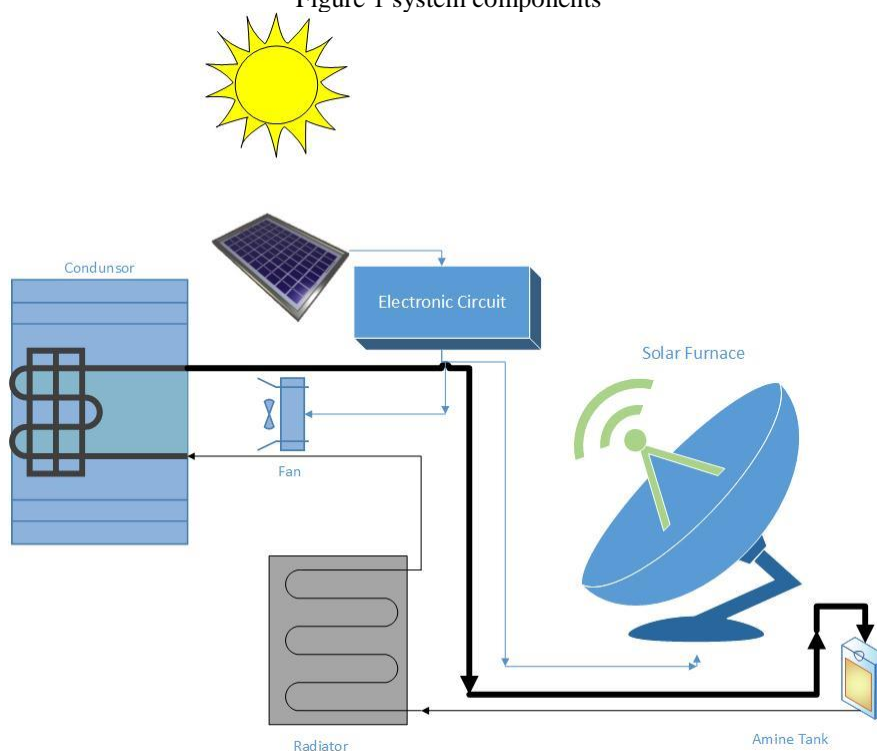 Figure 1 system components
Condunsor
Electronic Circuit
Solar Furnace
Fan
Radiator
Amine Tank